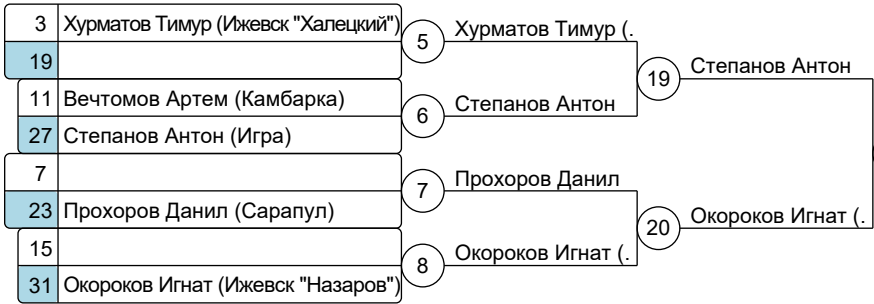 3 Хурматов Тимур (Ижевск "Халецкий")
19
5 Хурматов Тимур (.
11 Вечтомов Артем (Камбарка)
27 Степанов Антон (Игра)
6 Степанов Антон
19 Степанов Антон
7
23 Прохоров Данил (Сарапул)
7 Прохоров Данил
15
31 Окороков Игнат (Ижевск "Назаров")
8 Окороков Игнат (.
20 Окороков Игнат (.